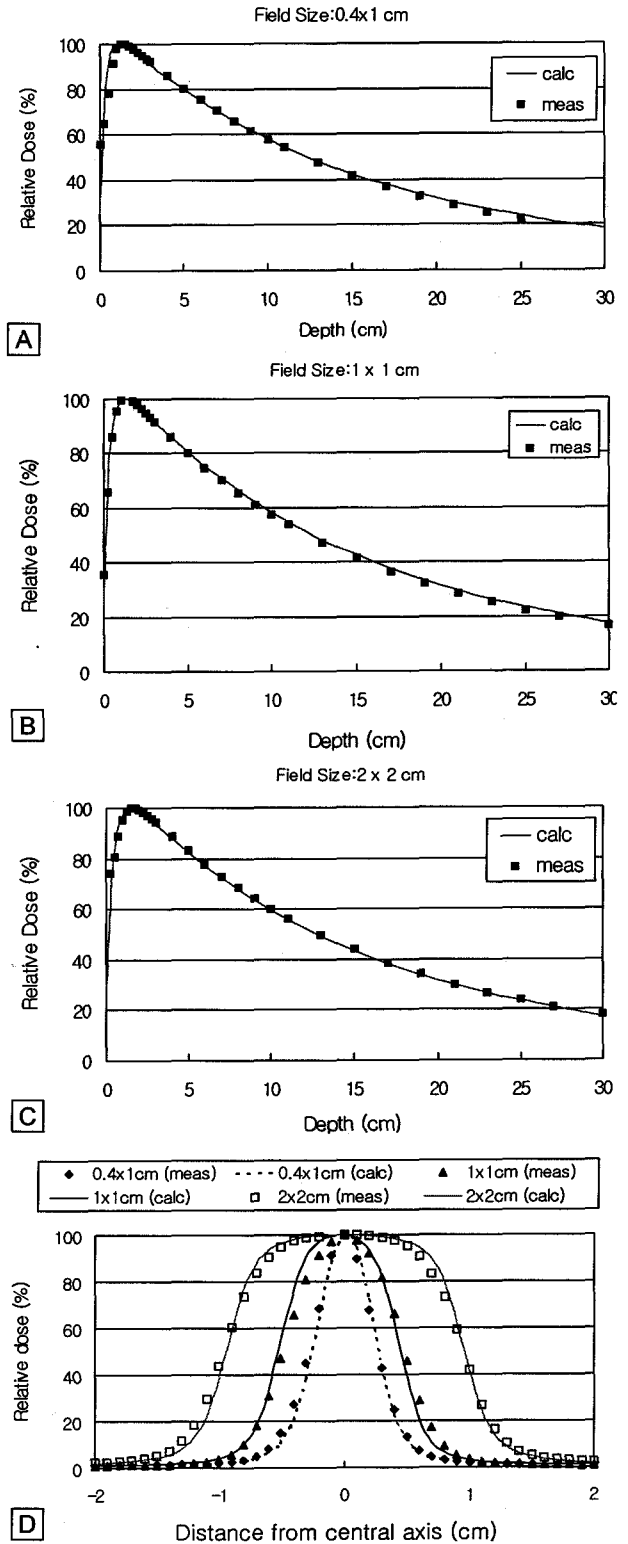 Field Size:0.4x1 cm
100
80
60
40
20
0
Relative Dose (%)
calc
meas
0 5 10 15 20 25 30
Depth (cm)
A
Field Size:1 x 1 cm
100
80
60
40
20
0
Relative Dose (%)
calc
meas
0 5 10 15 20 25 30
Depth (cm)
B
Field Size:2 x 2 cm
100
80
60
40
20
0
Relative Dose (%)
calc
meas
0 5 10 15 20 25 30
Depth (cm)
C
0.4x1cm (meas) 0.4x1cm (calc) 1x1cm (meas)
1x1cm (calc) 2x2cm (meas) 2x2cm (calc)
100
80
60
40
20
0
Relative dose (%)
-2 -1 0 1 2
Distance from central axis (cm)
D